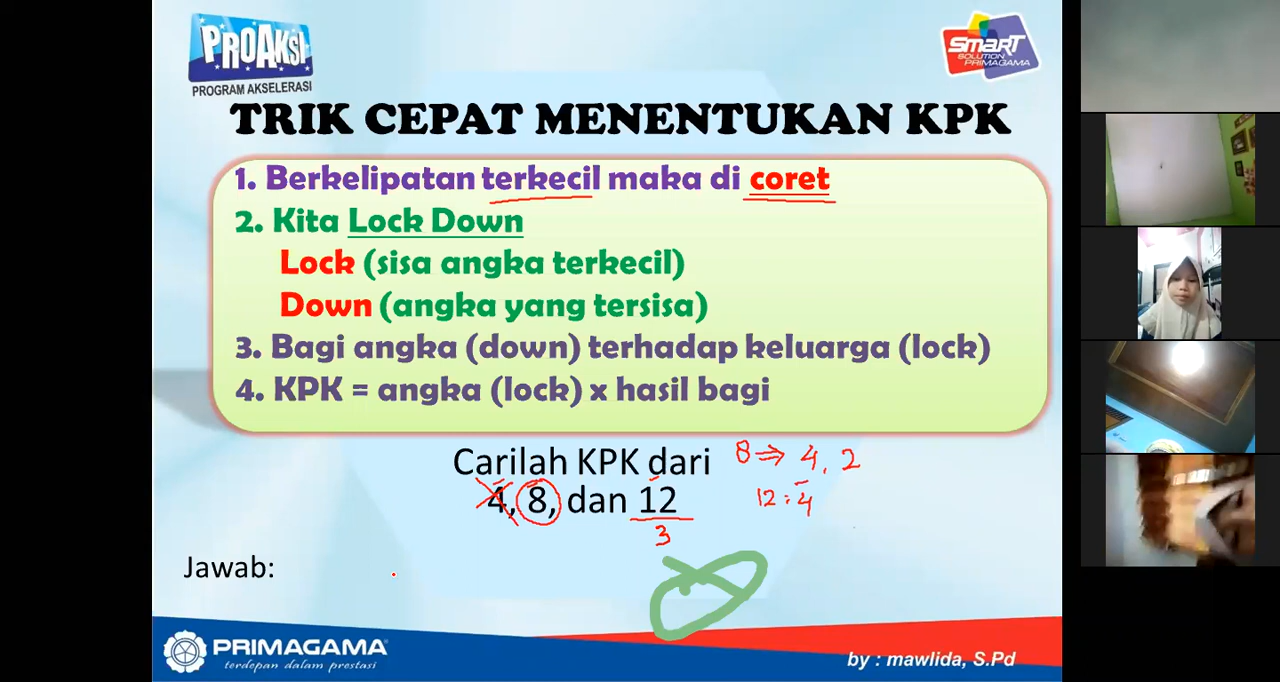 PROAKSI
PROGRAM AKSELERASI
SMART
SOLUTION
PRIMAGAMA
TRIK CEPAT MENENTUKAN KPK
1. Berkelipatan terkecil maka di coret
2. Kita Lock Down
Lock (sisa angka terkecil)
Down (angka yang tersisa)
3. Bagi angka (down) terhadap keluarga (lock)
4. KPK = angka (lock) x hasil bagi
Carilah KPK dari
8 ⇒ 4, 2
4, 8, dan 12
12 : 4
3
Jawab:
PRIMAGAMA
terdepan dalam prestasi
by : mawlida, S.Pd